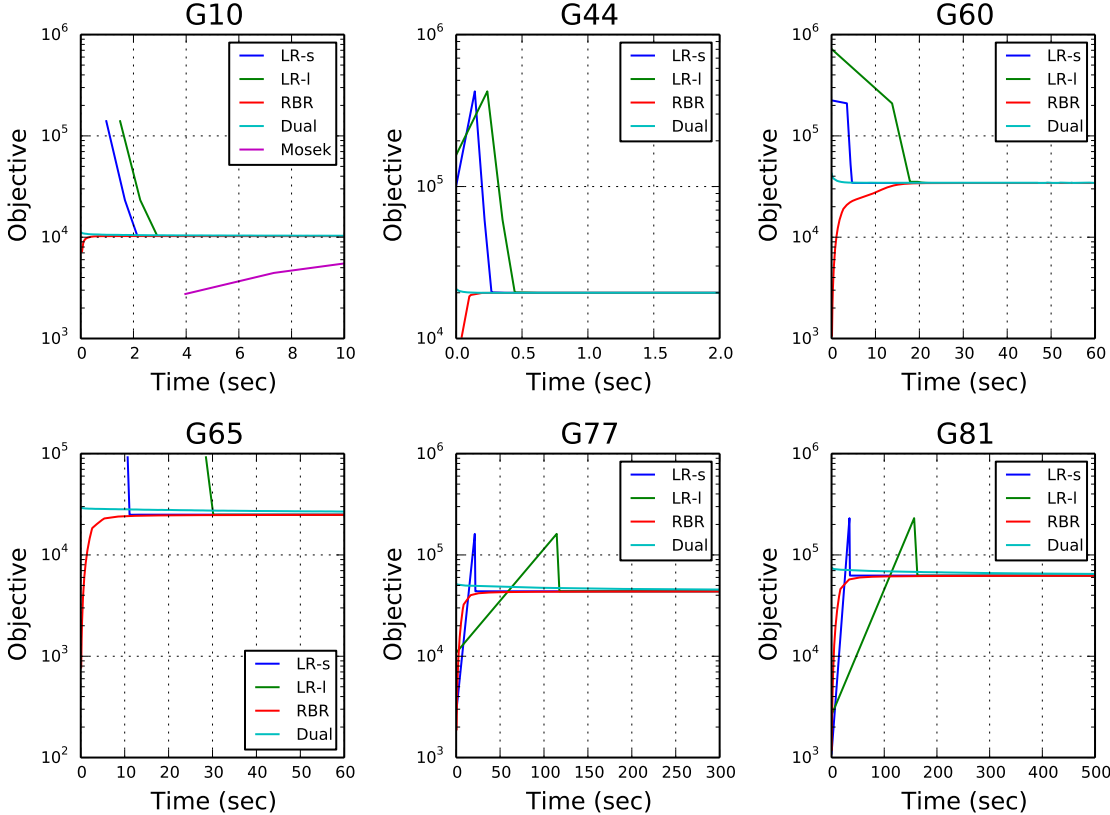 G10
G44
G60
10^6
10^5
10^4
10^3
Objective
LR-s
LR-l
RBR
Dual
Mosek
0 2 4 6 8 10
Time (sec)
10^6
10^5
10^4
Objective
LR-s
LR-l
RBR
Dual
0.0 0.5 1.0 1.5 2.0
Time (sec)
10^6
10^5
10^4
10^3
Objective
LR-s
LR-l
RBR
Dual
0 10 20 30 40 50 60
Time (sec)
G65
G77
G81
10^5
10^4
10^3
10^2
Objective
LR-s
LR-l
RBR
Dual
0 10 20 30 40 50 60
Time (sec)
10^6
10^5
10^4
10^3
Objective
LR-s
LR-l
RBR
Dual
0 50 100 150 200 250 300
Time (sec)
10^6
10^5
10^4
10^3
Objective
LR-s
LR-l
RBR
Dual
0 100 200 300 400 500
Time (sec)